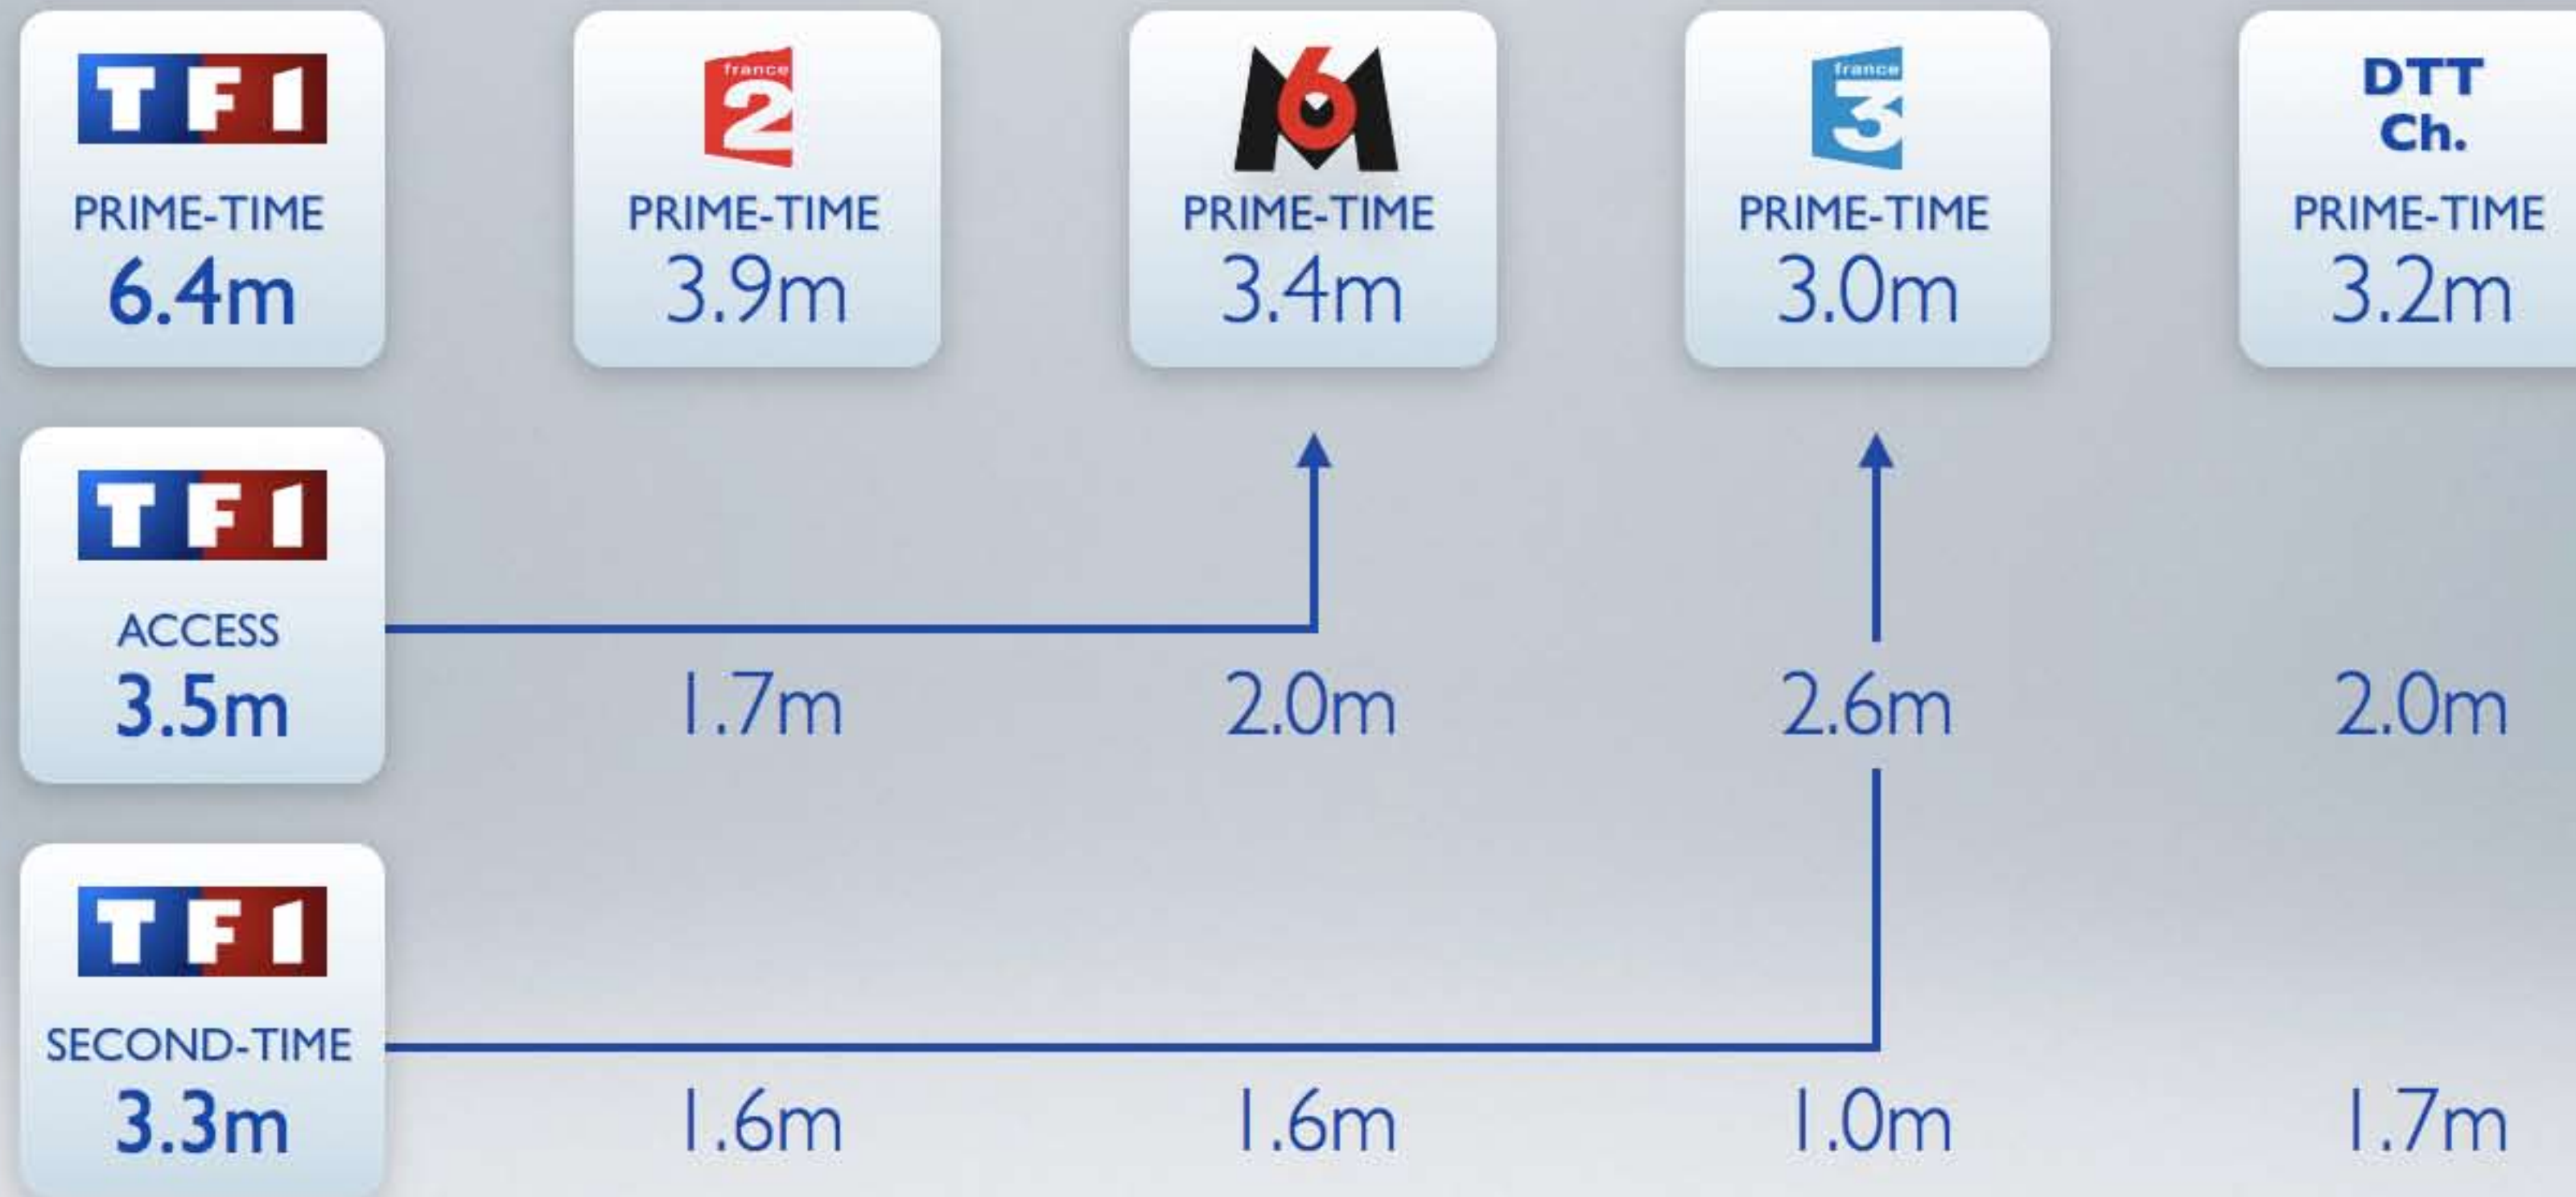 TF1
france
2
M6
france
3
DTT
Ch.
PRIME-TIME
PRIME-TIME
PRIME-TIME
PRIME-TIME
PRIME-TIME
6.4m
3.9m
3.4m
3.0m
3.2m
TF1
ACCESS
3.5m
1.7m
2.0m
2.6m
2.0m
TF1
SECOND-TIME
3.3m
1.6m
1.6m
1.0m
1.7m